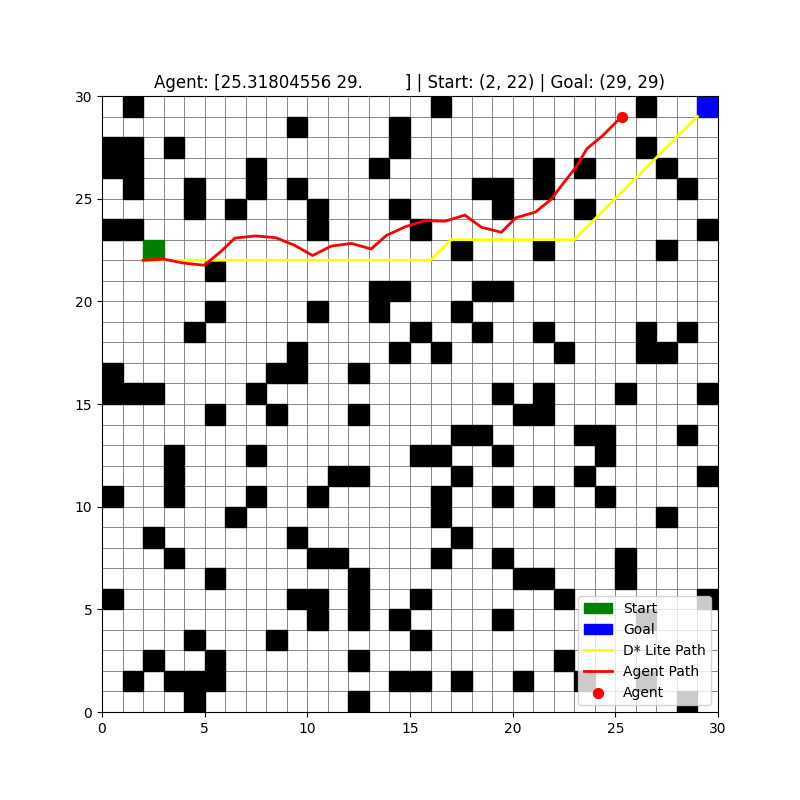 Agent: [25.31804556 29.        ] | Start: (2, 22) | Goal: (29, 29)
30
25
20
15
10
5
0
0 5 10 15 20 25 30
Start
Goal
D* Lite Path
Agent Path
Agent